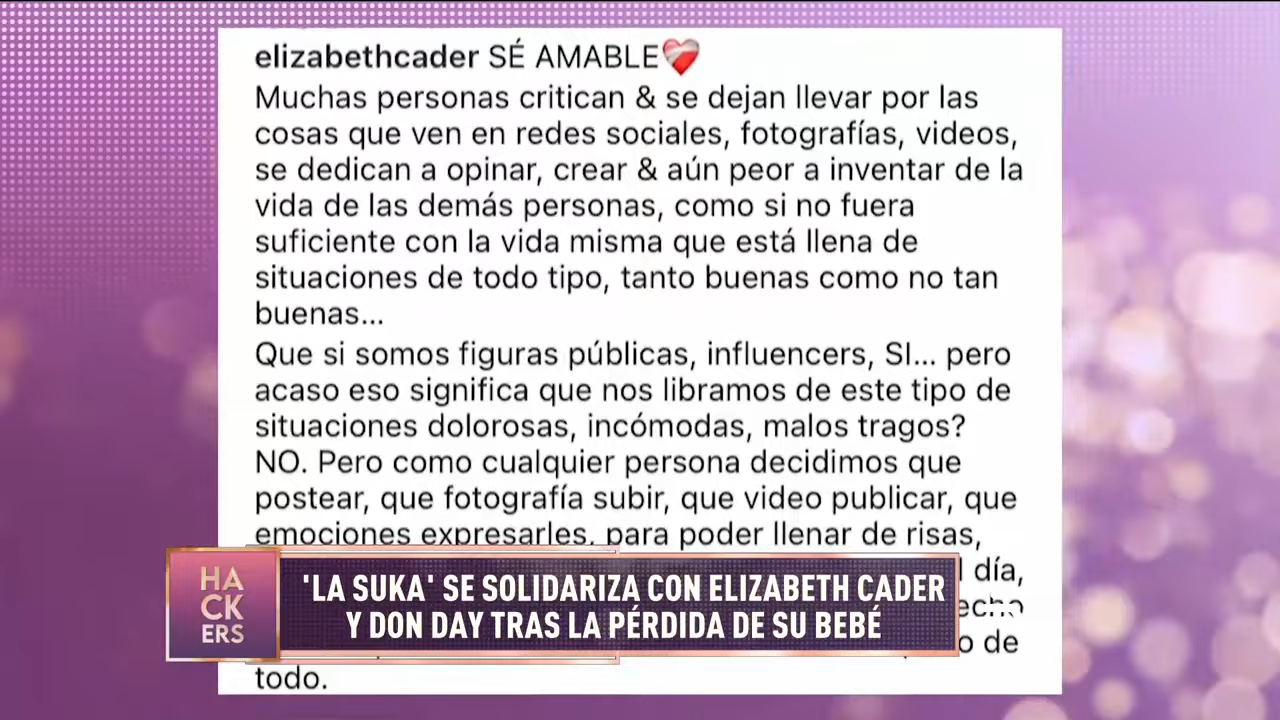 elizabethcader SÉ AMABLE❤️‍🩹
Muchas personas critican & se dejan llevar por las
cosas que ven en redes sociales, fotografías, videos,
se dedican a opinar, crear & aún peor a inventar de la
vida de las demás personas, como si no fuera
suficiente con la vida misma que está llena de
situaciones de todo tipo, tanto buenas como no tan
buenas...
Que si somos figuras públicas, influencers, SI... pero
acaso eso significa que nos libramos de este tipo de
situaciones dolorosas, incómodas, malos tragos?
NO. Pero como cualquier persona decidimos que
postear, que fotografía subir, que video publicar, que
emociones expresarles, para poder llenar de risas,
día,
de
todo.
HA
CK
ERS
'LA SUKA' SE SOLIDARIZA CON ELIZABETH CADER
Y DON DAY TRAS LA PÉRDIDA DE SU BEBÉ